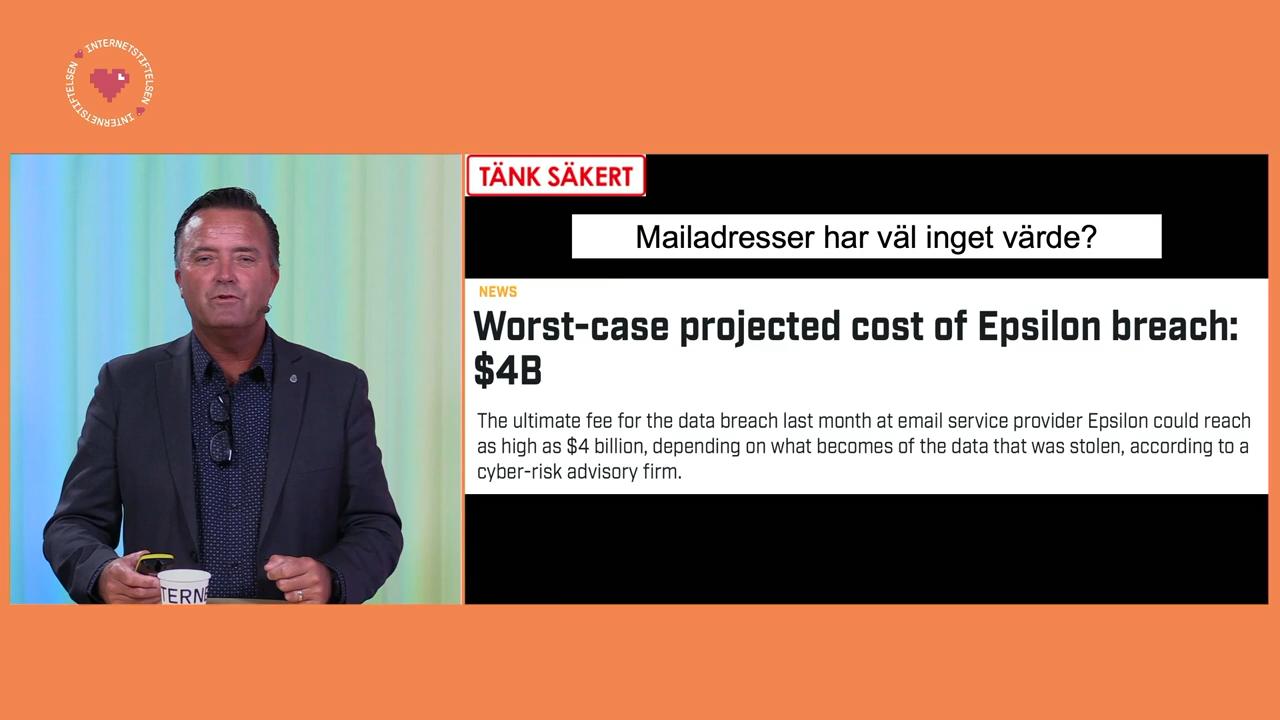 INTERNETSTIFTELSEN
INTERNETSTIFTELSEN
TÄNK SÄKERT
Mailadresser har väl inget värde?
NEWS
Worst-case projected cost of Epsilon breach:
$4B
The ultimate fee for the data breach last month at email service provider Epsilon could reach
as high as $4 billion, depending on what becomes of the data that was stolen, according to a
cyber-risk advisory firm.
TERNE